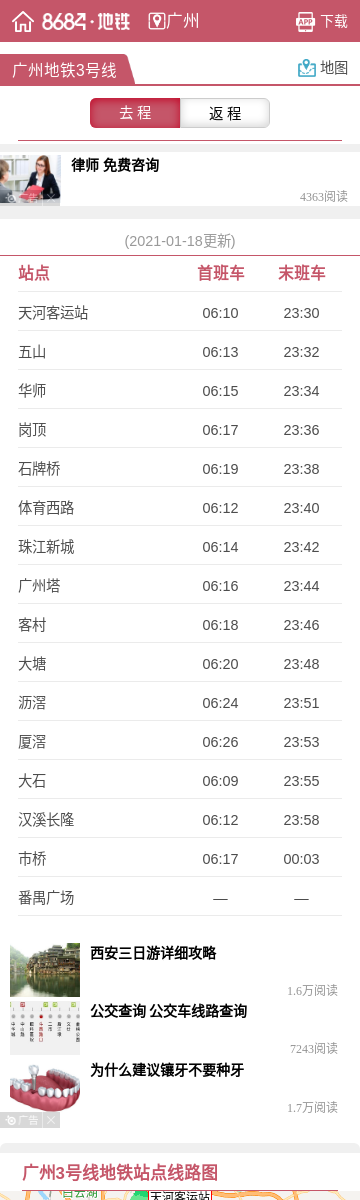 8684·地铁 广州 APP 下载
广州地铁3号线 地图
去 程 返 程
律师 免费咨询
广告
4363阅读
(2021-01-18更新)
站点 首班车 末班车
天河客运站 06:10 23:30
五山 06:13 23:32
华师 06:15 23:34
岗顶 06:17 23:36
石牌桥 06:19 23:38
体育西路 06:12 23:40
珠江新城 06:14 23:42
广州塔 06:16 23:44
客村 06:18 23:46
大塘 06:20 23:48
沥滘 06:24 23:51
厦滘 06:26 23:53
大石 06:09 23:55
汉溪长隆 06:12 23:58
市桥 06:17 00:03
番禺广场 — —
西安三日游详细攻略
1.6万阅读
公交查询 公交车线路查询
7243阅读
为什么建议镶牙不要种牙
1.7万阅读
广告
广州3号线地铁站点线路图
白云湖
天河客运站